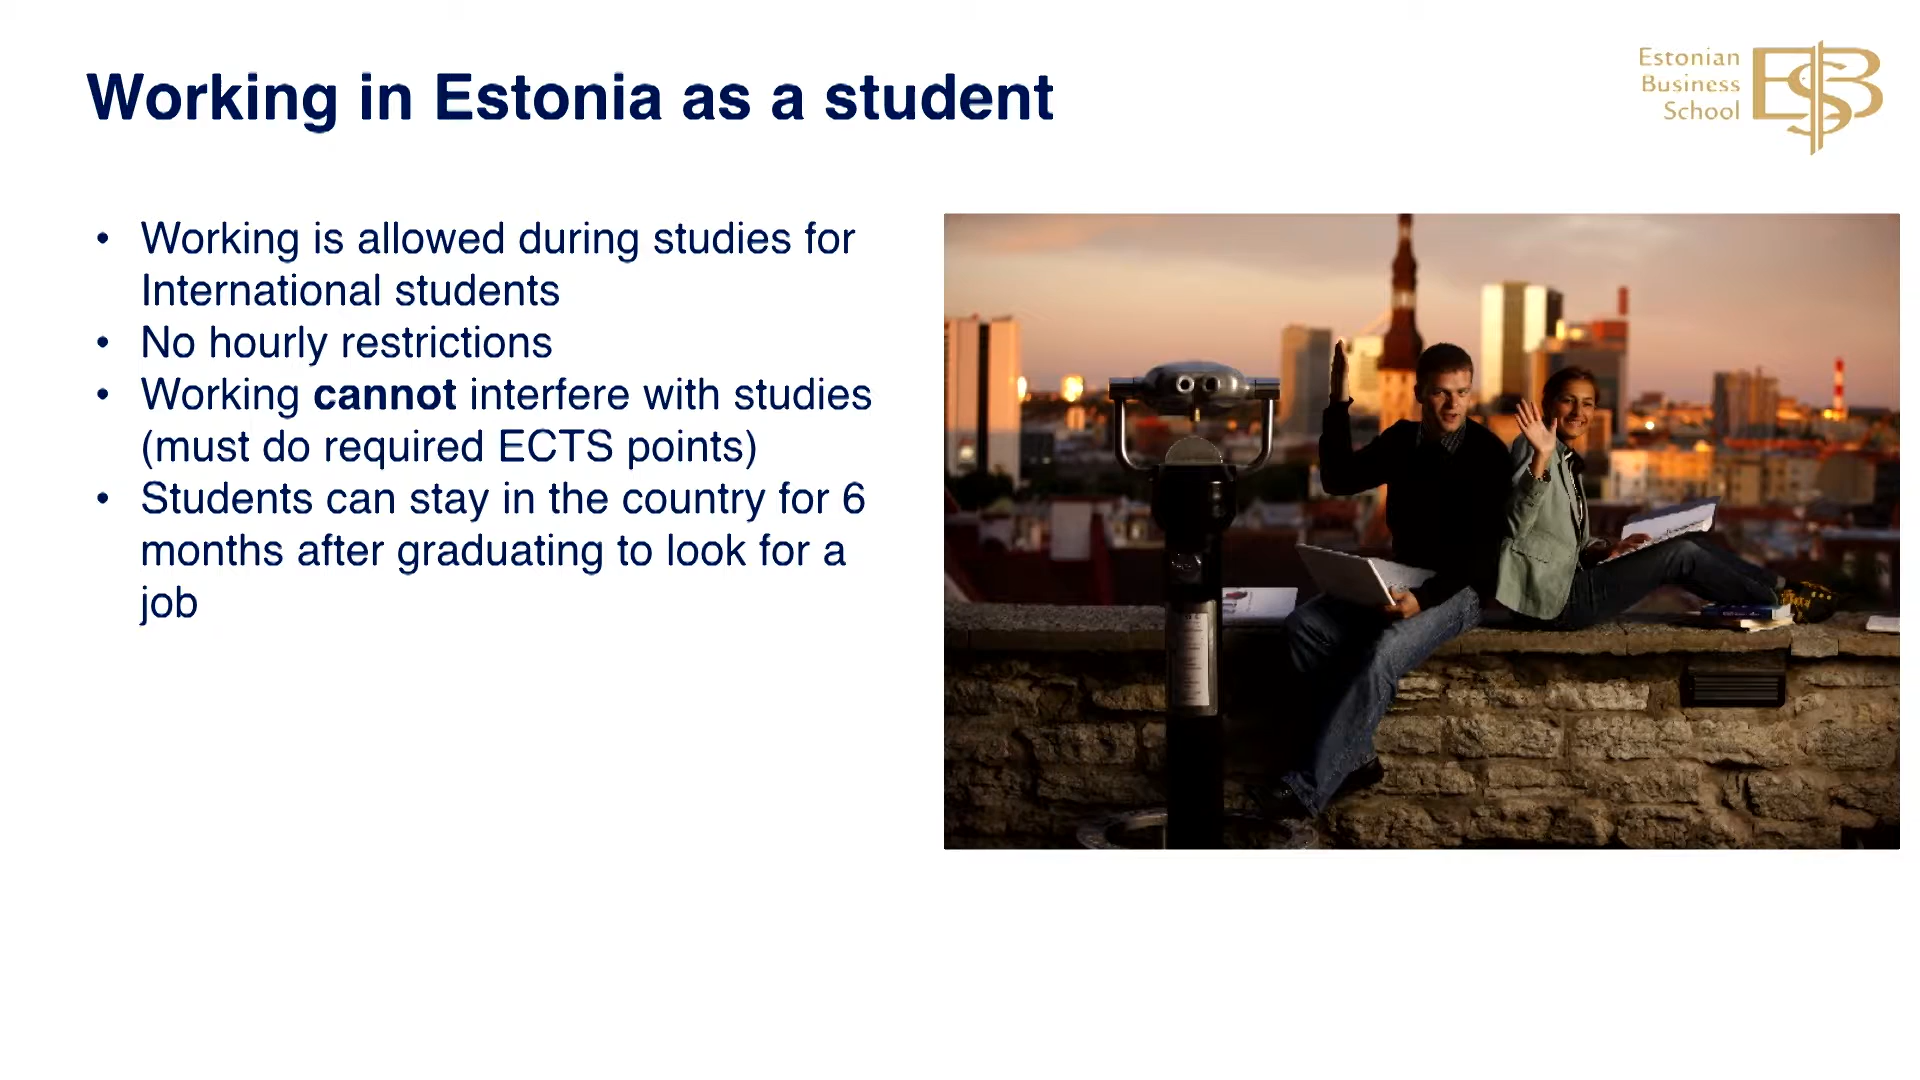 Working in Estonia as a student
Estonian
Business
School
EBS
• Working is allowed during studies for
International students
• No hourly restrictions
• Working cannot interfere with studies
(must do required ECTS points)
• Students can stay in the country for 6
months after graduating to look for a
job